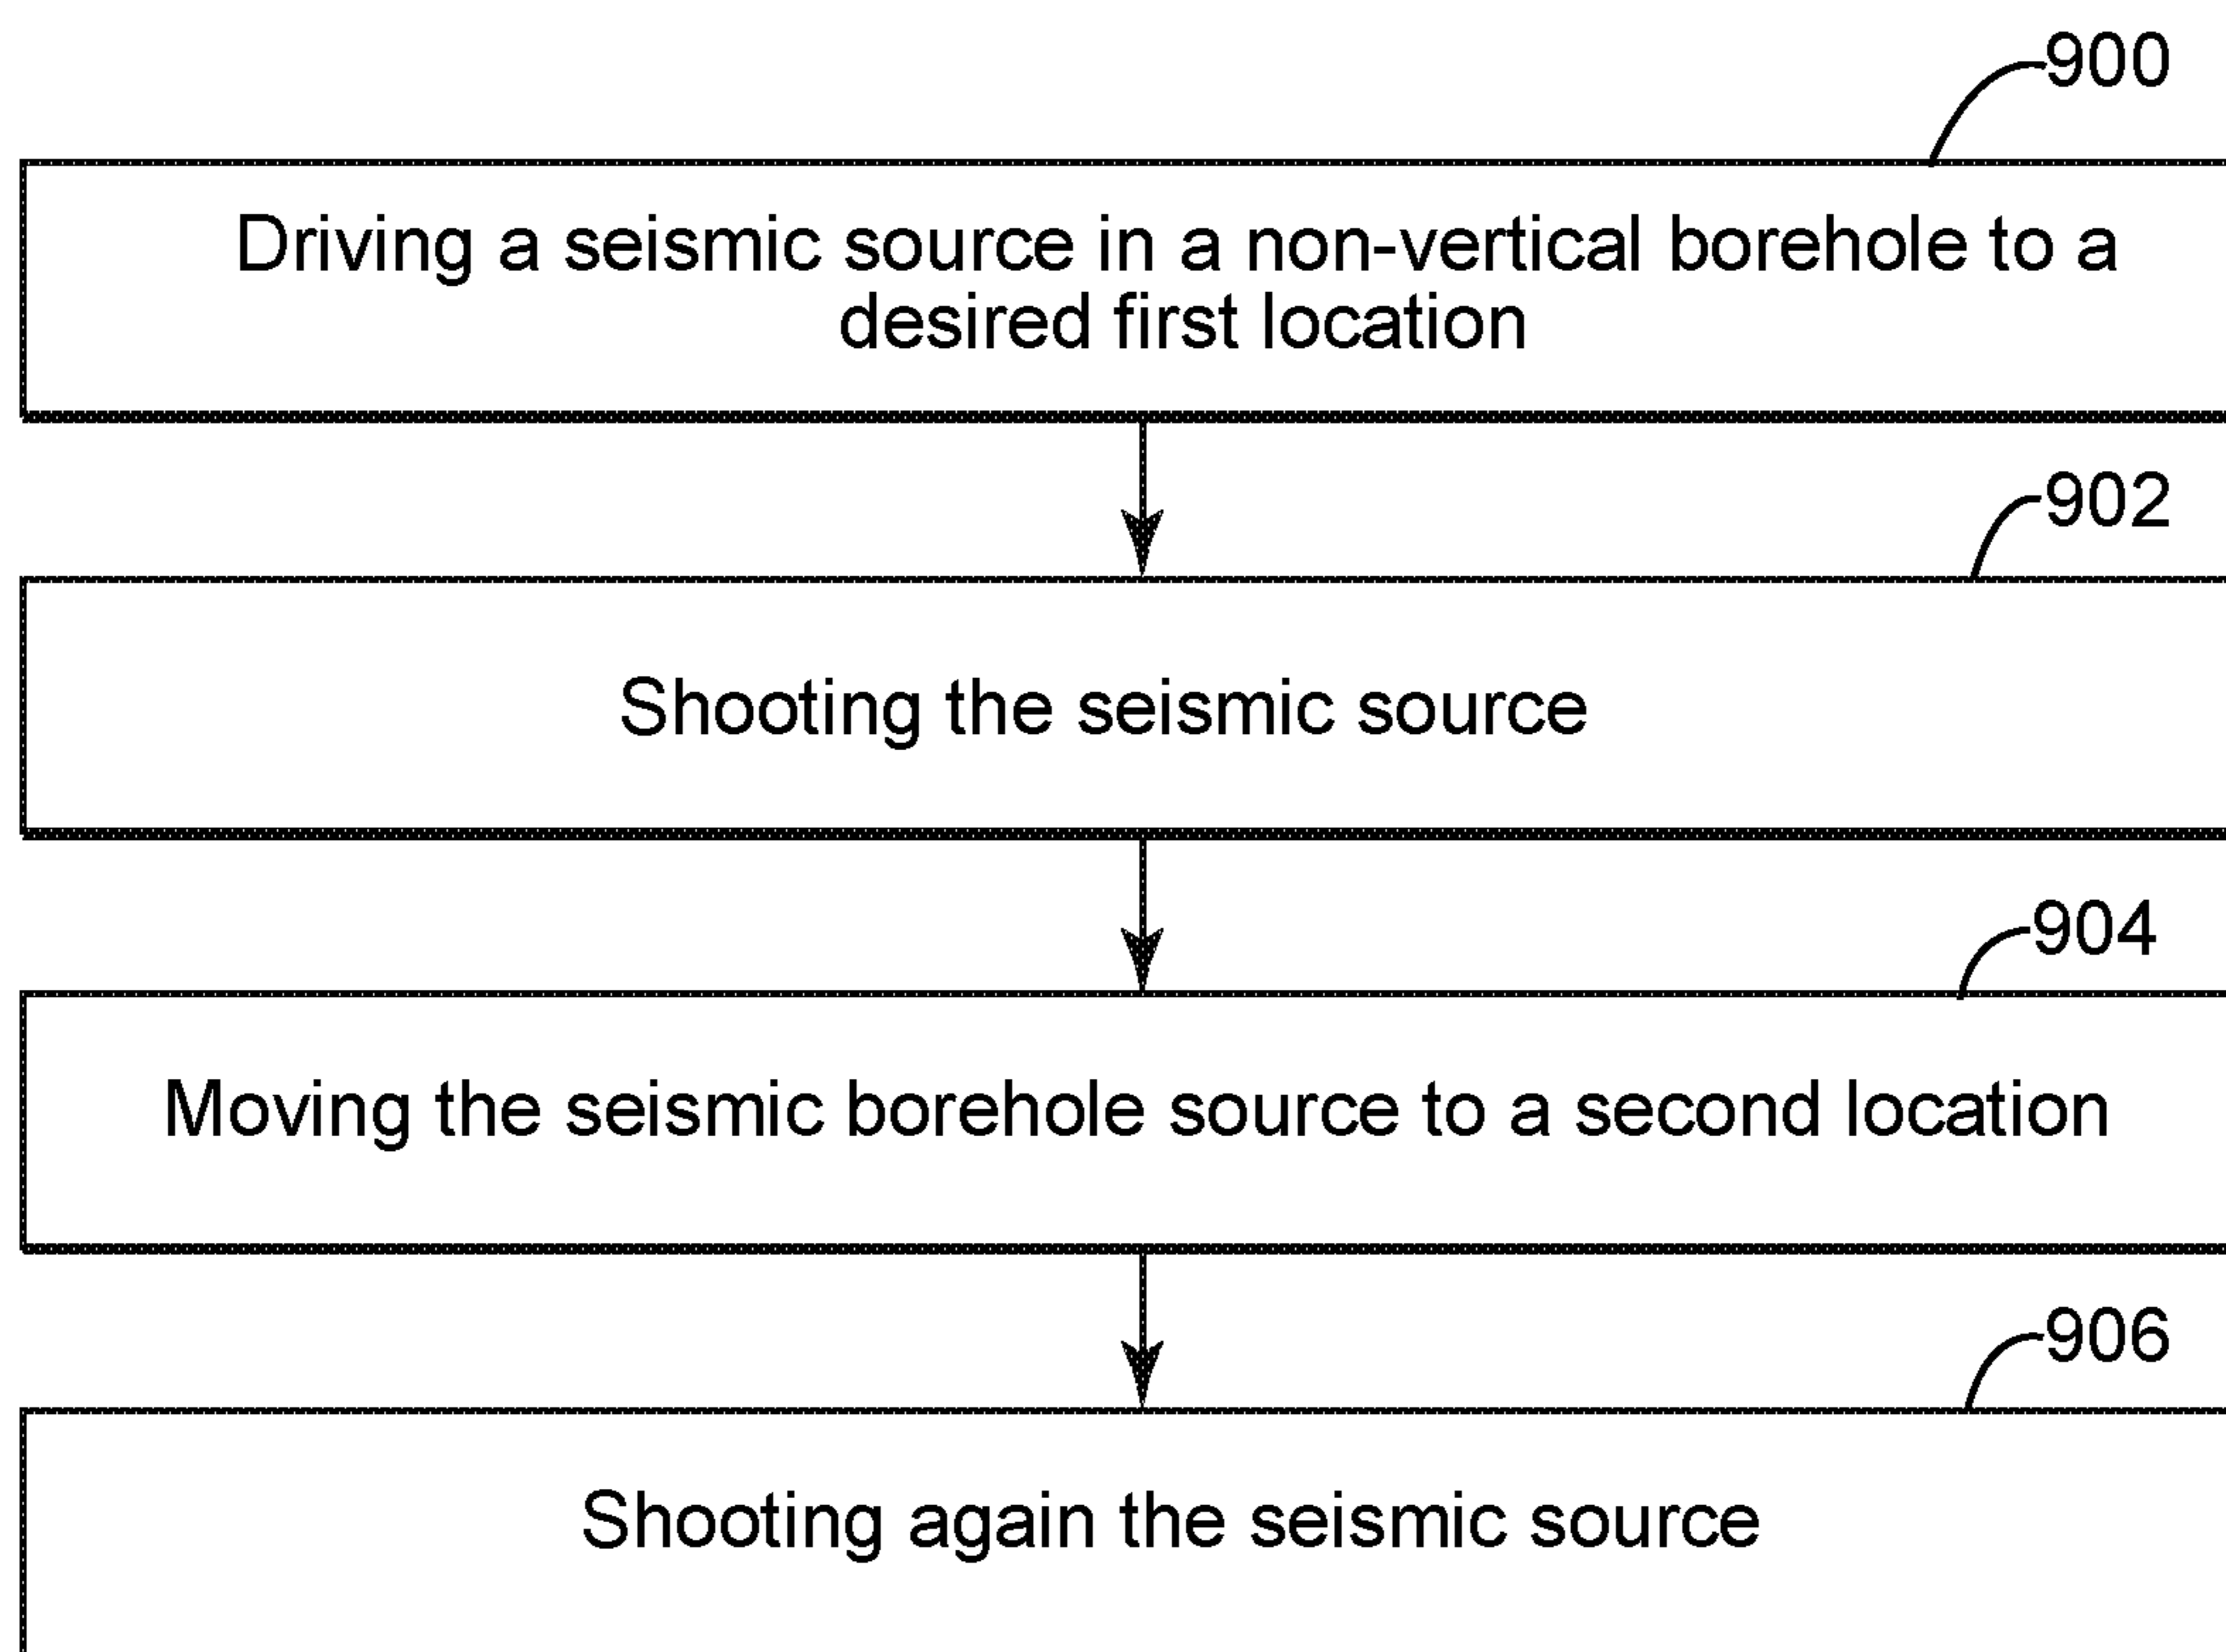 900
Driving a seismic source in a non-vertical borehole to a
desired first location
902
Shooting the seismic source
904
Moving the seismic borehole source to a second location
906
Shooting again the seismic source